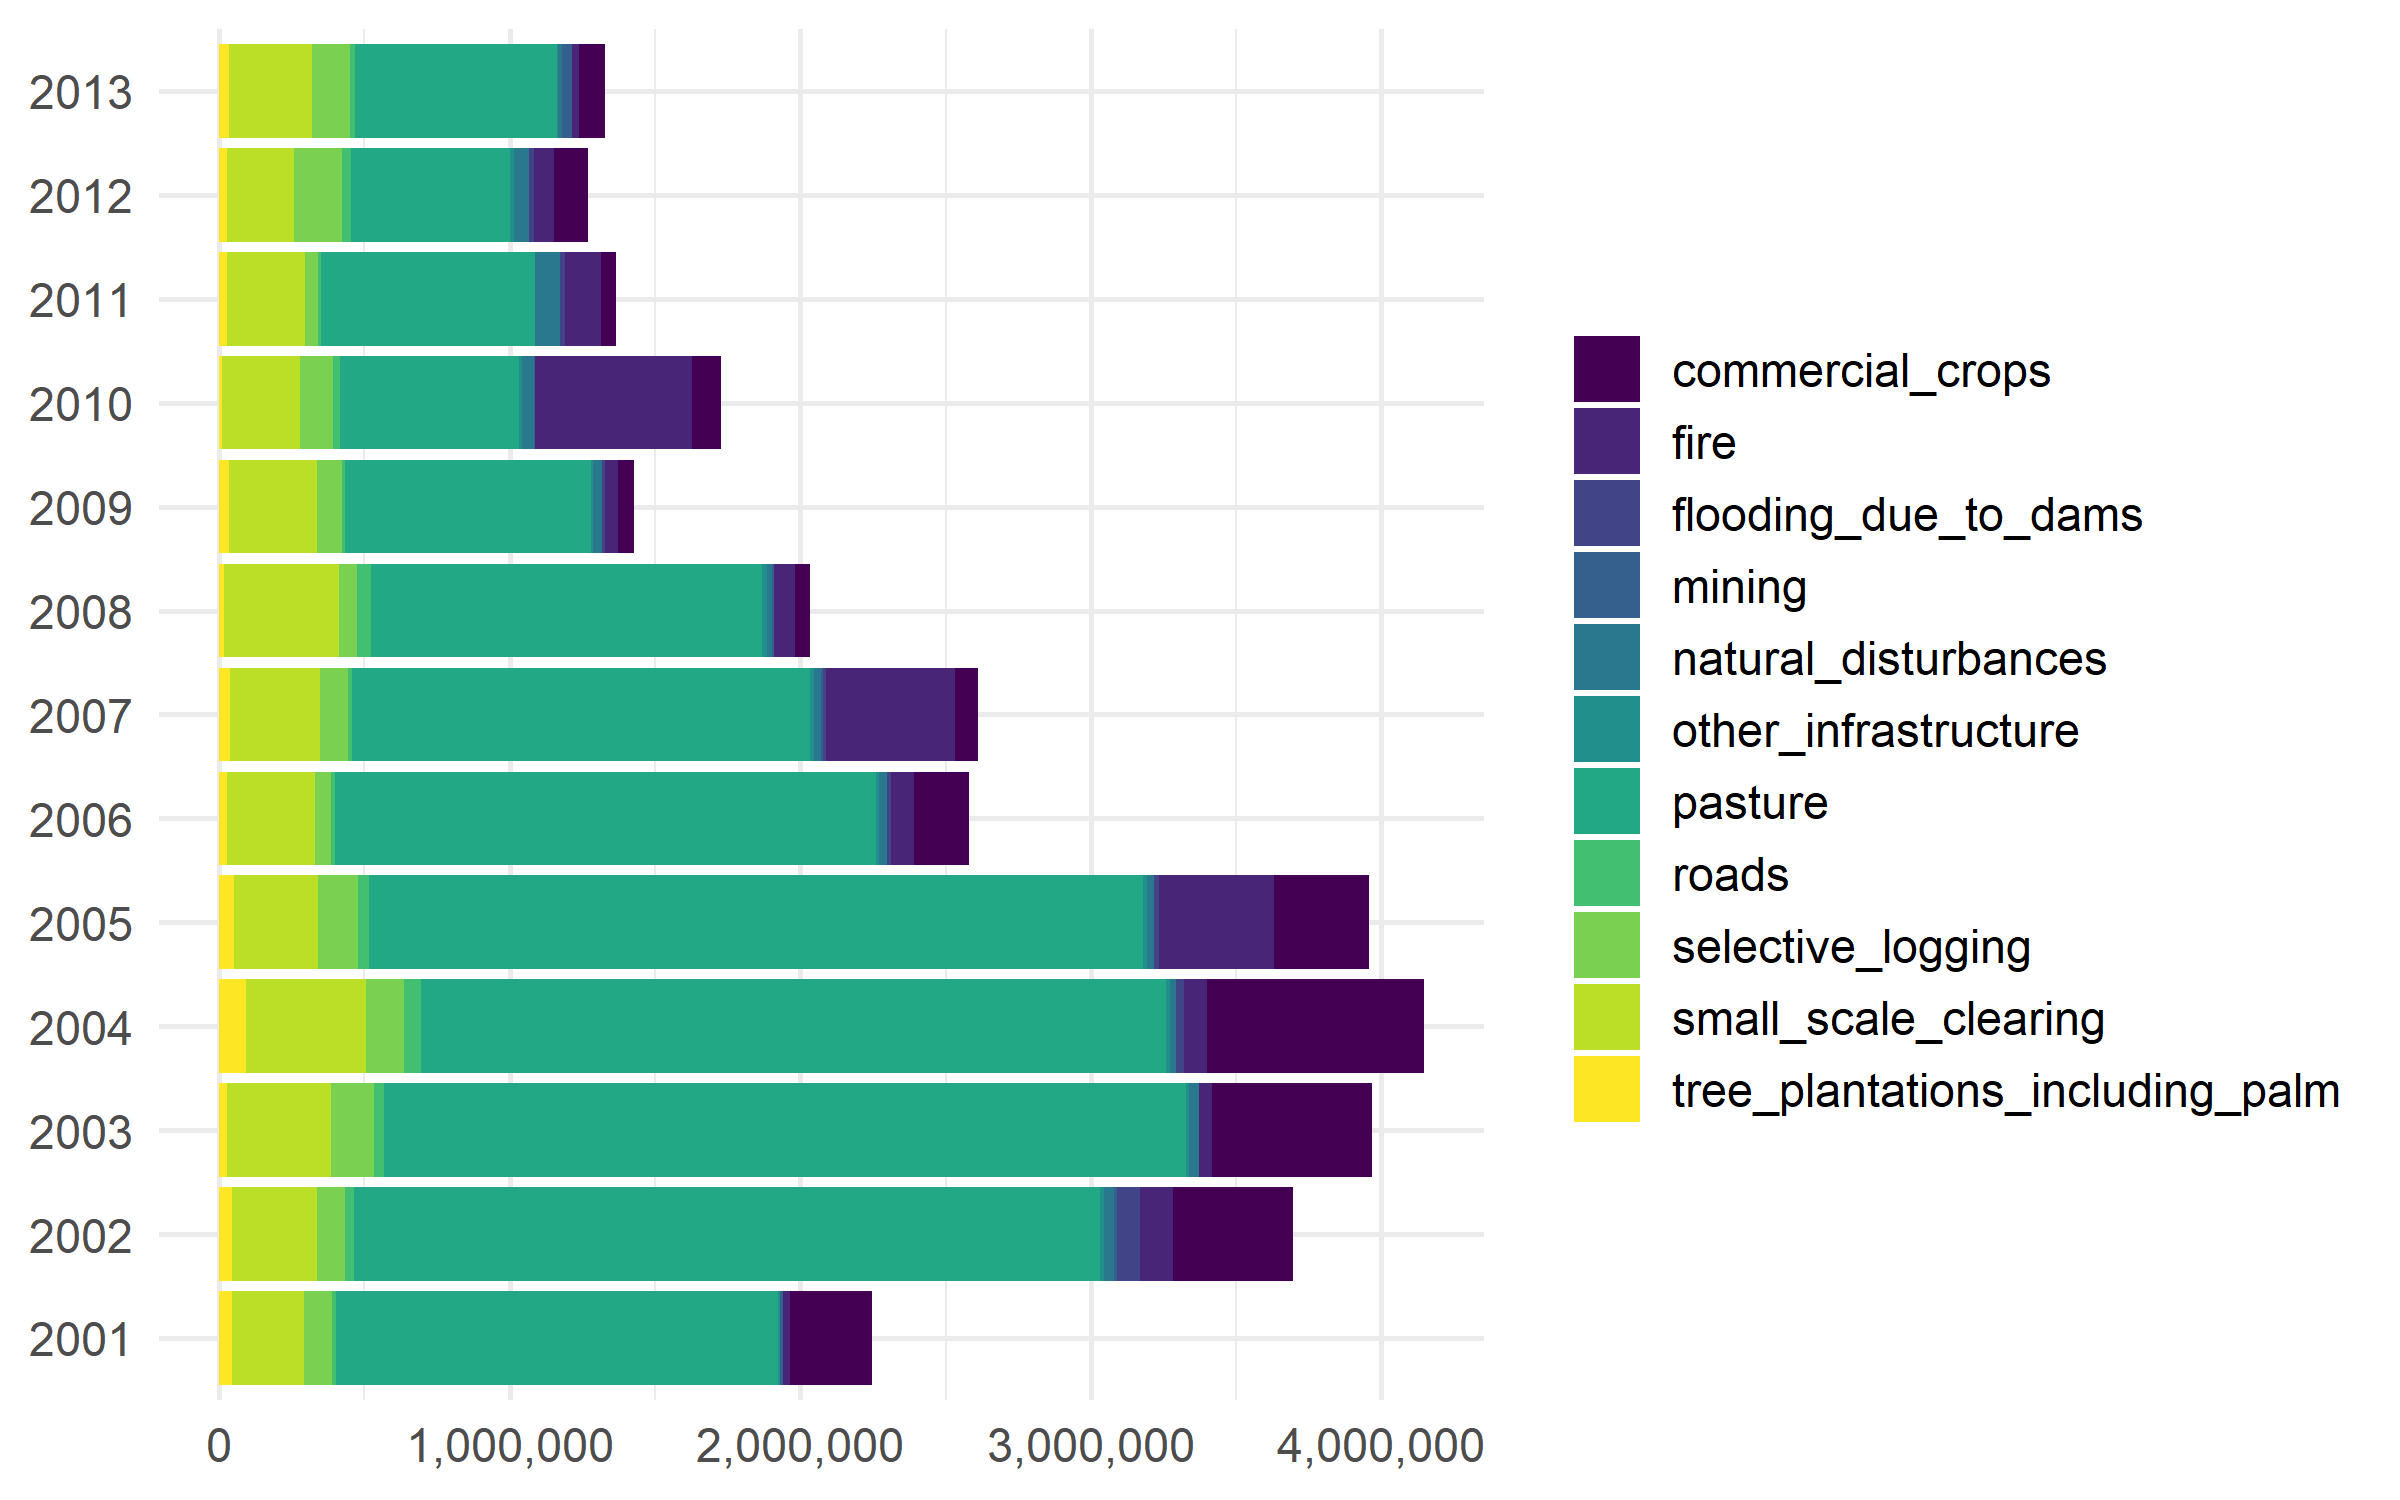 2013
2012
2011
2010
2009
2008
2007
2006
2005
2004
2003
2002
2001
0
1,000,000
2,000,000
3,000,000
4,000,000
commercial_crops
fire
flooding_due_to_dams
mining
natural_disturbances
other_infrastructure
pasture
roads
selective_logging
small_scale_clearing
tree_plantations_including_palm